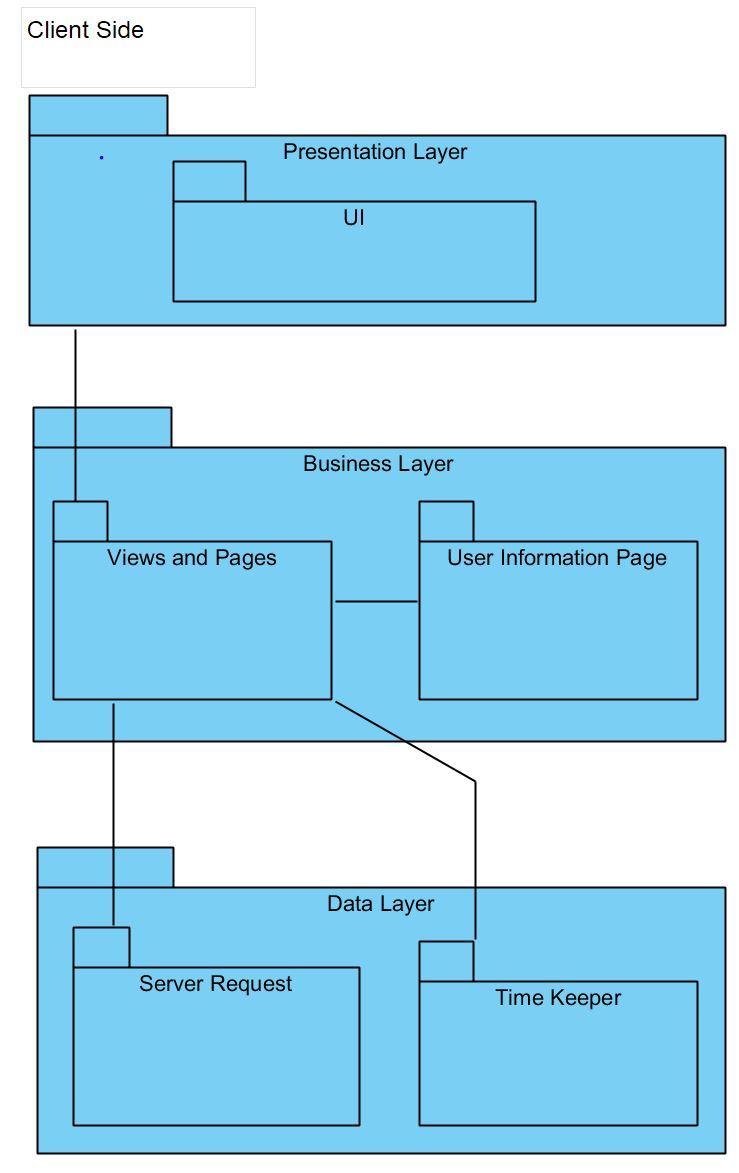 Client Side
Presentation Layer
UI
Business Layer
Views and Pages
User Information Page
Data Layer
Server Request
Time Keeper